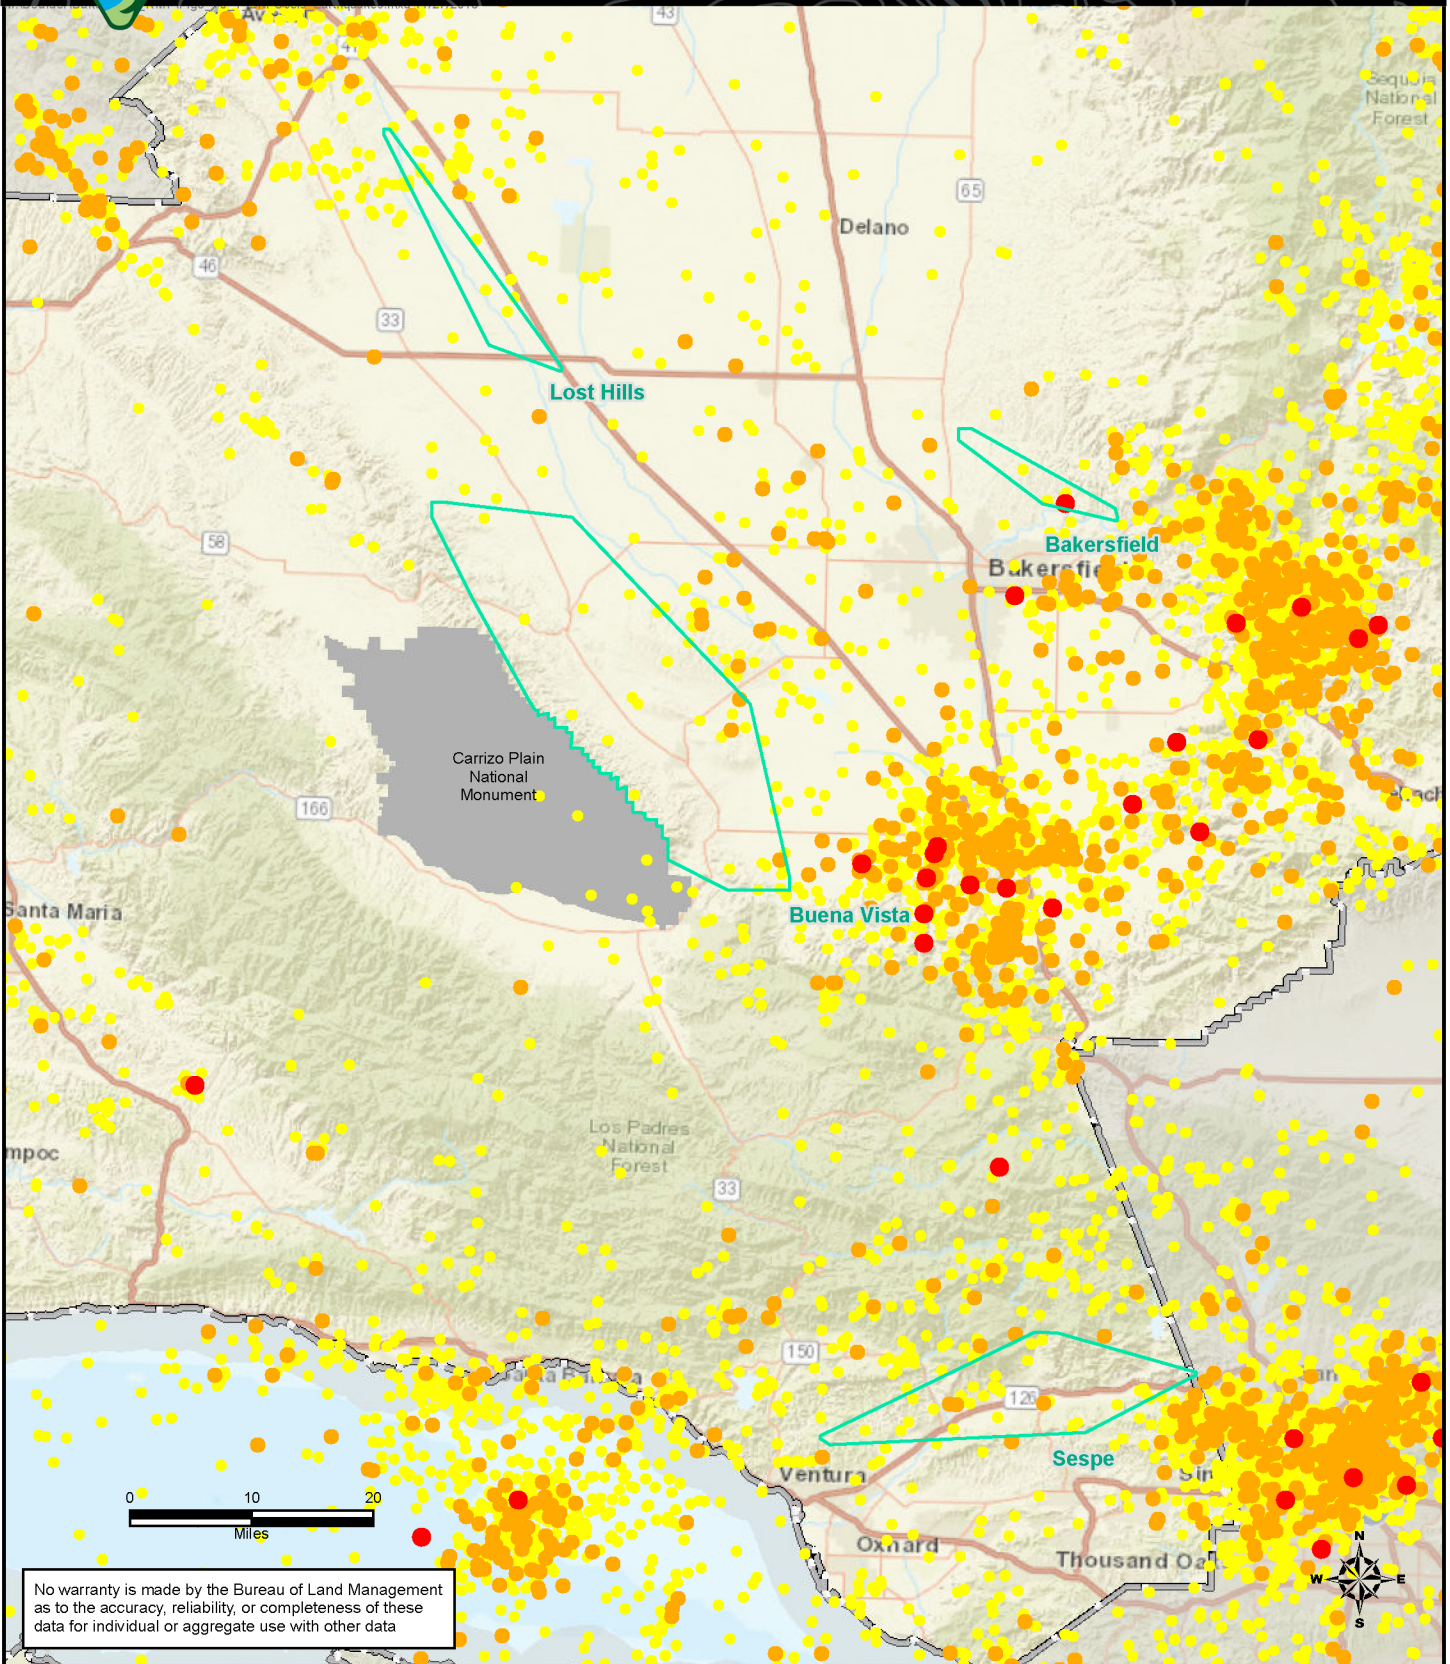 43
41
Sequoia
National
Forest
65
Delano
46
33
Lost Hills
58
Bakersfield
Carrizo Plain
National
Monument
166
Santa Maria
Buena Vista
Los Padres
National
Forest
33
150
126
Sespe
Ventura
Oxnard
Thousand
0 10 20
Miles
N
W E
S
No warranty is made by the Bureau of Land Management
as to the accuracy, reliability, or completeness of these
data for individual or aggregate use with other data